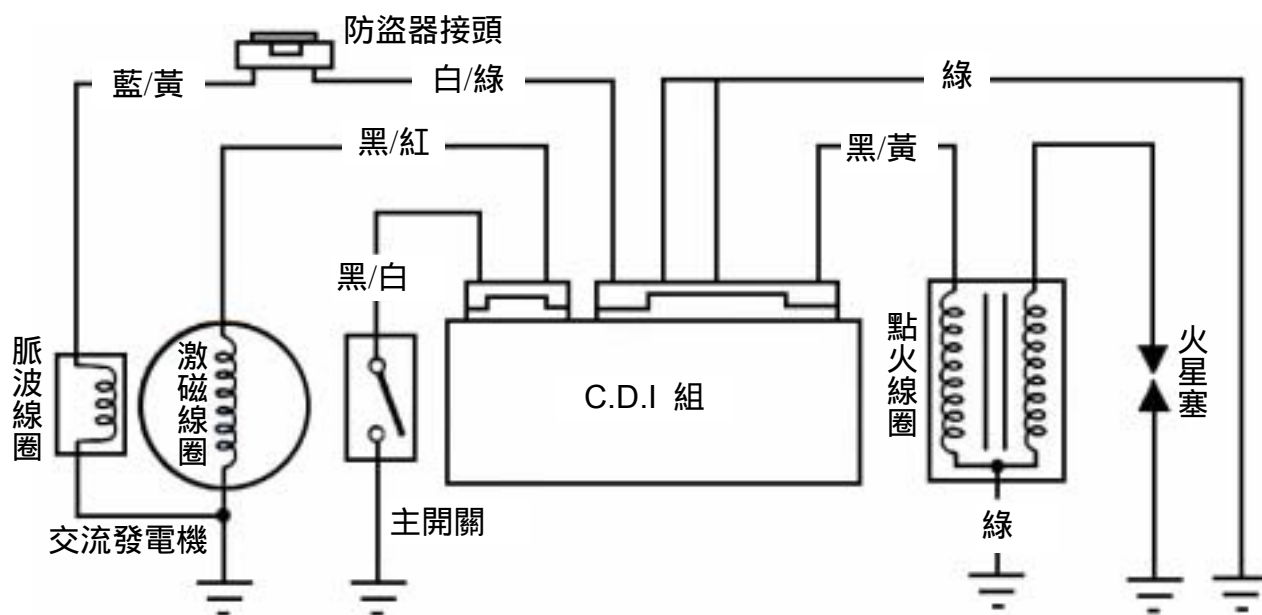 防盜器接頭
藍/黃
白/綠
綠
黑/紅
黑/黃
黑/白
脈波線圈
激磁線圈
C.D.I 組
點火線圈
火星塞
交流發電機
主開關
綠